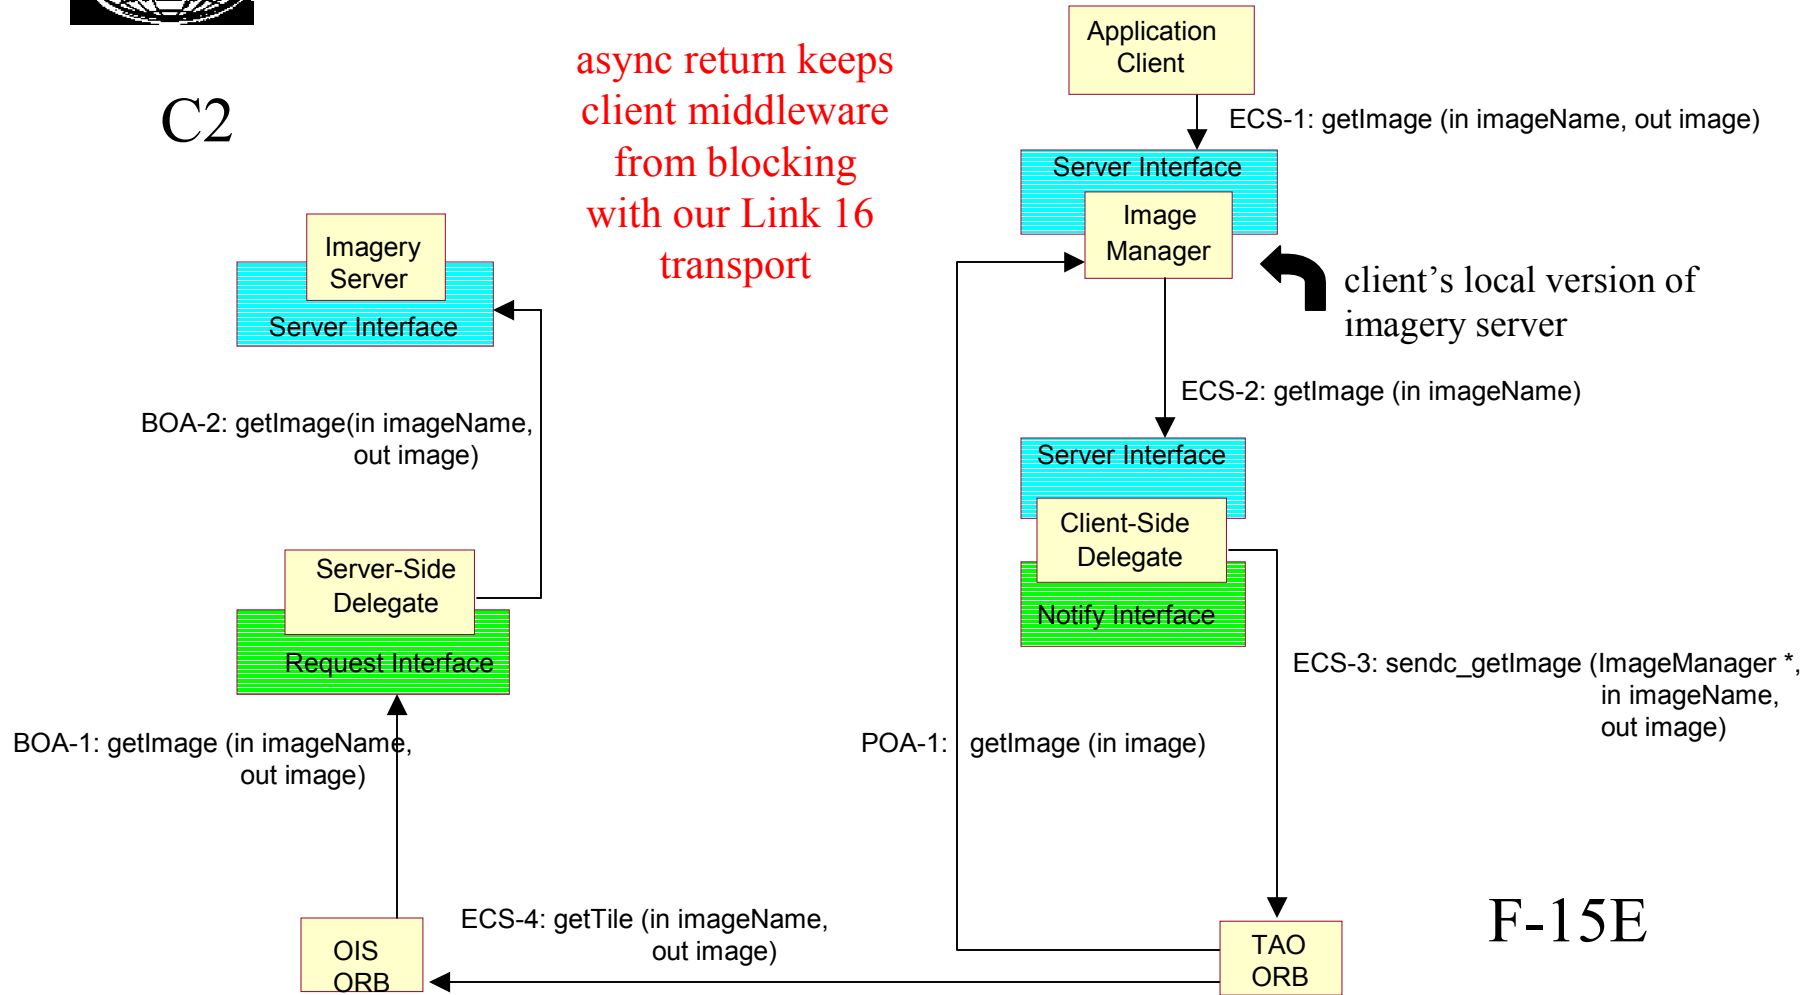 Application
Client
async return keeps
client middleware
from blocking
with our Link 16
transport
C2
ECS-1: getImage (in imageName, out image)
Server Interface
Image
Manager
client’s local version of
imagery server
Imagery
Server
Server Interface
ECS-2: getImage (in imageName)
BOA-2: getImage(in imageName,
out image)
Server Interface
Client-Side
Delegate
Notify Interface
Server-Side
Delegate
Request Interface
ECS-3: sendc_getImage (ImageManager *,
in imageName,
out image)
BOA-1: getImage (in imageName,
out image)
POA-1: getImage (in image)
ECS-4: getTile (in imageName,
out image)
OIS
ORB
TAO
ORB
F-15E